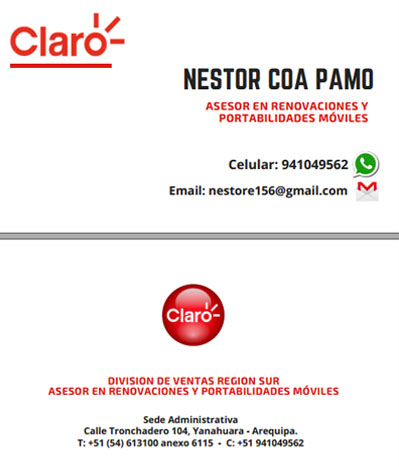 Claro
NESTOR COA PAMO
ASESOR EN RENOVACIONES Y
PORTABILIDADES MÓVILES
Celular: 941049562
Email: nestore156@gmail.com
Claro
DIVISION DE VENTAS REGION SUR
ASESOR EN RENOVACIONES Y PORTABILIDADES MÓVILES
Sede Administrativa
Calle Tronchadero 104, Yanahuara - Arequipa.
T: +51 (54) 613100 anexo 6115 - C: +51 941049562